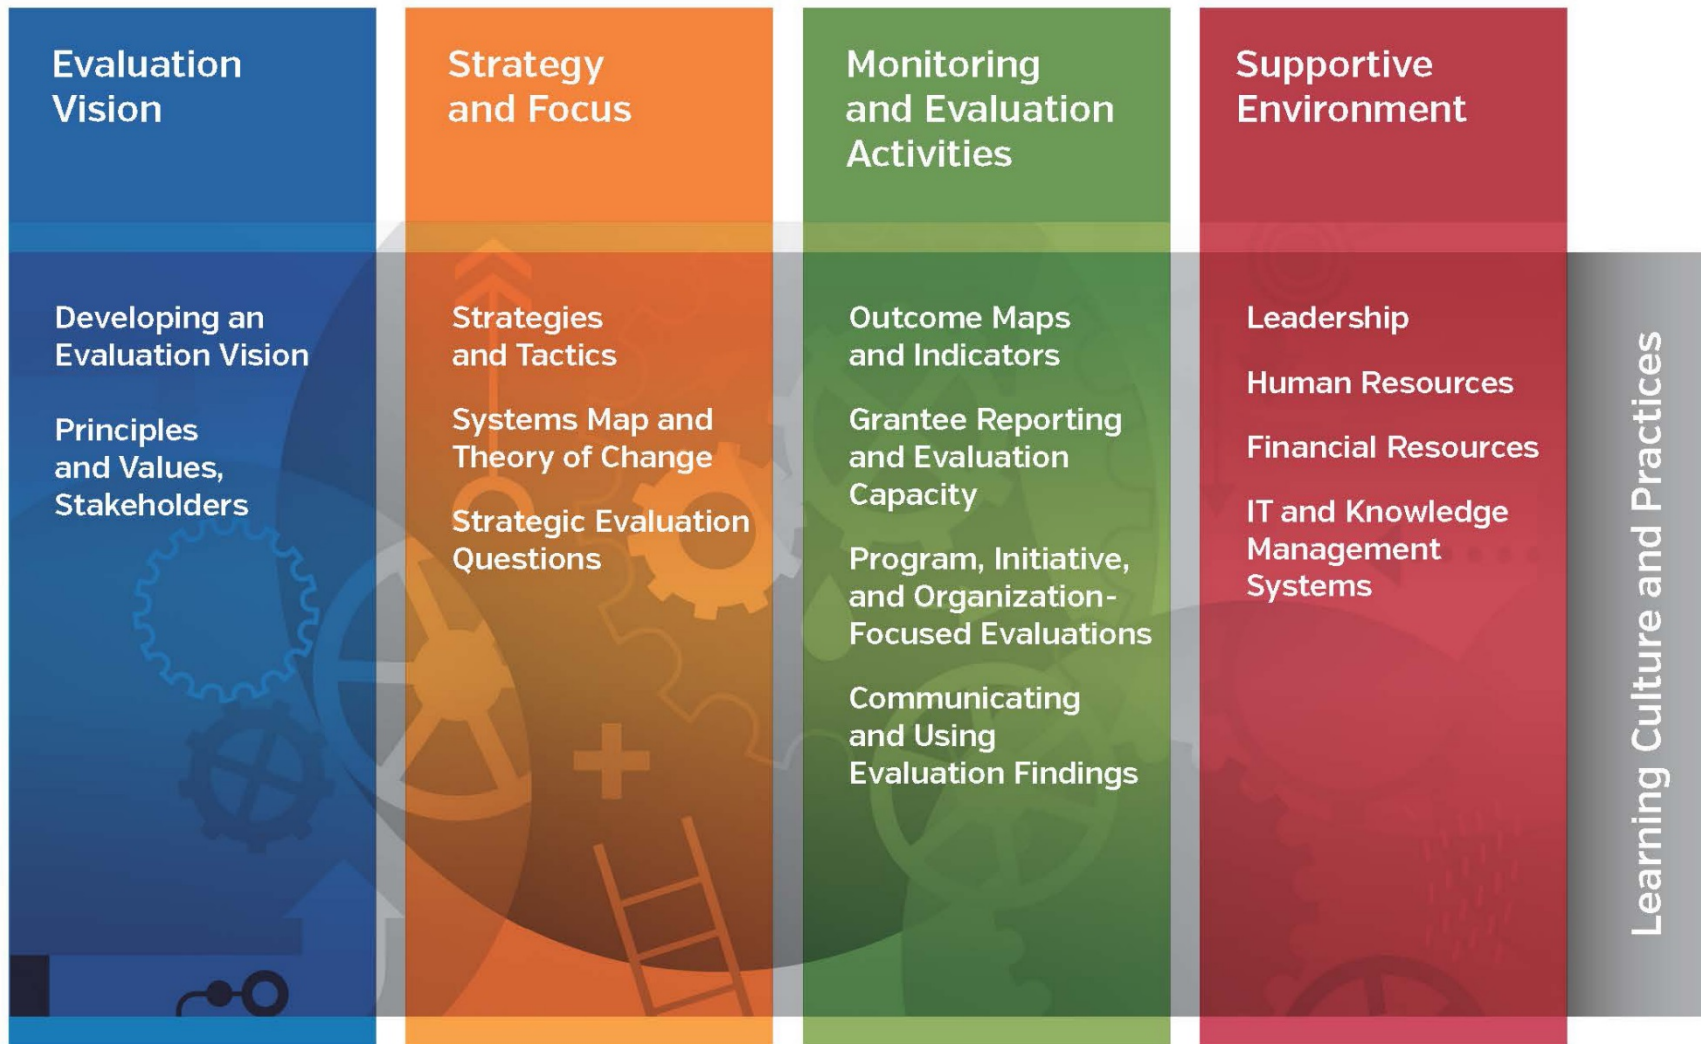 Evaluation
Vision
Developing an
Evaluation Vision
Principles
and Values,
Stakeholders
Strategy
and Focus
Strategies
and Tactics
Systems Map and
Theory of Change
Strategic Evaluation
Questions
Monitoring
and Evaluation
Activities
Outcome Maps
and Indicators
Grantee Reporting
and Evaluation
Capacity
Program, Initiative,
and Organization-
Focused Evaluations
Communicating
and Using
Evaluation Findings
Supportive
Environment
Leadership
Human Resources
Financial Resources
IT and Knowledge
Management
Systems
Learning Culture and Practices